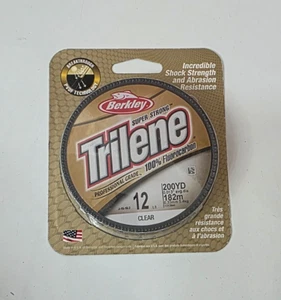 BREAKTHROUGH
Incredible
Shock Strength
and Abrasion
Resistance
Berkley
SUPER STRONG
Trilene
PROFESSIONAL GRADE...
100% Fluorocarbon
12
200YD
182m
CLEAR
Très
grande
résistance
aux chocs et à
l'abrasion